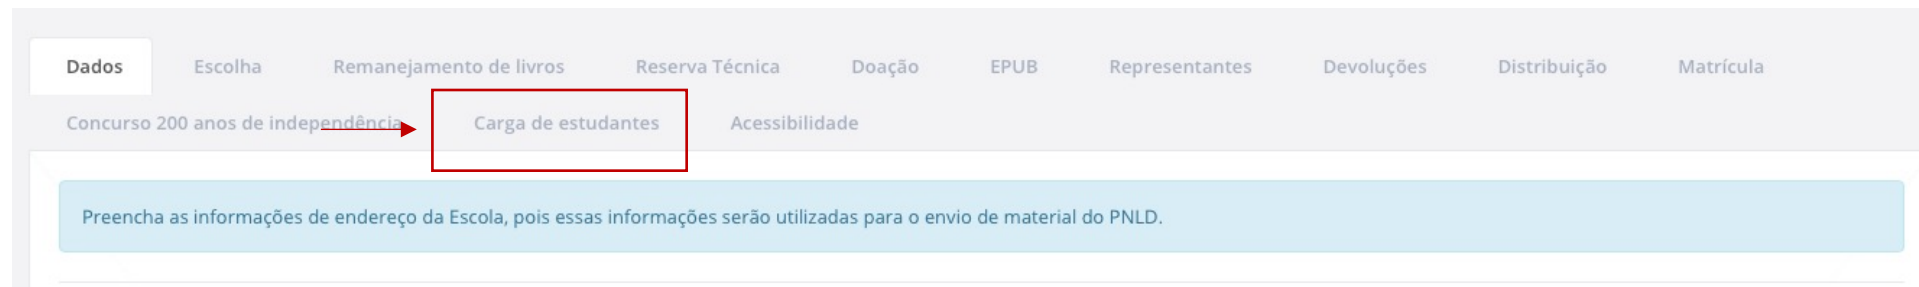 Dados Escolha Remanejamento de livros Reserva Técnica Doação EPUB Representantes Devoluções Distribuição Matrícula
Concurso 200 anos de independência Carga de estudantes Acessibilidade
Preencha as informações de endereço da Escola, pois essas informações serão utilizadas para o envio de material do PNLD.